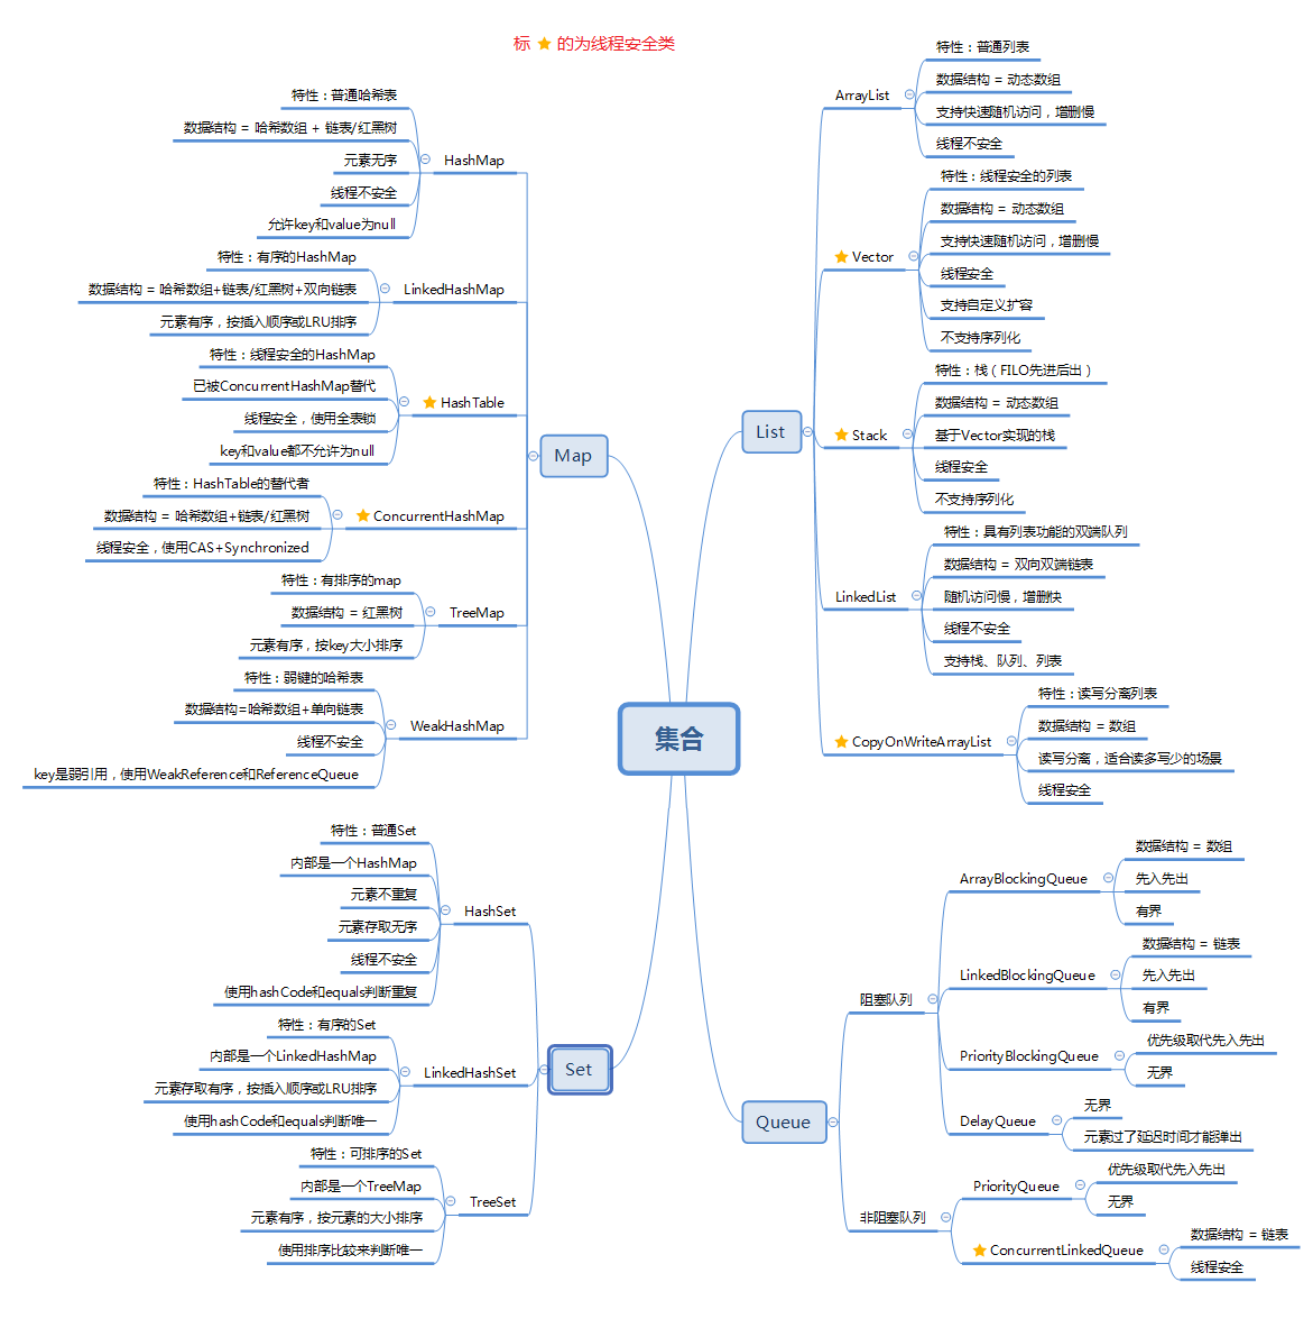 标 ★ 的为线程安全类
集合
Map
HashMap
特性：普通哈希表
数据结构 = 哈希数组 + 链表/红黑树
元素无序
线程不安全
允许key和value为null
LinkedHashMap
特性：有序的HashMap
数据结构 = 哈希数组+链表/红黑树+双向链表
元素有序，按插入顺序或LRU排序
★ HashTable
特性：线程安全的HashMap
已被ConcurrentHashMap替代
线程安全，使用全表锁
key和value都不允许为null
★ ConcurrentHashMap
特性：HashTable的替代者
数据结构 = 哈希数组+链表/红黑树
线程安全，使用CAS+Synchronized
TreeMap
特性：有排序的map
数据结构 = 红黑树
元素有序，按key大小排序
WeakHashMap
特性：弱键的哈希表
数据结构=哈希数组+单向链表
线程不安全
key是弱引用，使用WeakReference和ReferenceQueue
Set
HashSet
特性：普通Set
内部是一个HashMap
元素不重复
元素存取无序
线程不安全
使用hashCode和equals判断重复
LinkedHashSet
特性：有序的Set
内部是一个LinkedHashMap
元素存取有序，按插入顺序或LRU排序
使用hashCode和equals判断唯一
TreeSet
特性：可排序的Set
内部是一个TreeMap
元素有序，按元素的大小排序
使用排序比较来判断唯一
List
ArrayList
特性：普通列表
数据结构 = 动态数组
支持快速随机访问，增删慢
线程不安全
★ Vector
特性：线程安全的列表
数据结构 = 动态数组
支持快速随机访问，增删慢
线程安全
支持自定义扩容
不支持序列化
★ Stack
特性：栈（FILO先进后出）
数据结构 = 动态数组
基于Vector实现的栈
线程安全
不支持序列化
LinkedList
特性：具有列表功能的双端队列
数据结构 = 双向双端链表
随机访问慢，增删快
线程不安全
支持栈、队列、列表
★ CopyOnWriteArrayList
特性：读写分离列表
数据结构 = 数组
读写分离，适合读多写少的场景
线程安全
Queue
阻塞队列
ArrayBlockingQueue
数据结构 = 数组
先入先出
有界
LinkedBlockingQueue
数据结构 = 链表
先入先出
有界
PriorityBlockingQueue
优先级取代先入先出
无界
DelayQueue
无界
元素过了延迟时间才能弹出
非阻塞队列
PriorityQueue
优先级取代先入先出
无界
★ ConcurrentLinkedQueue
数据结构 = 链表
线程安全